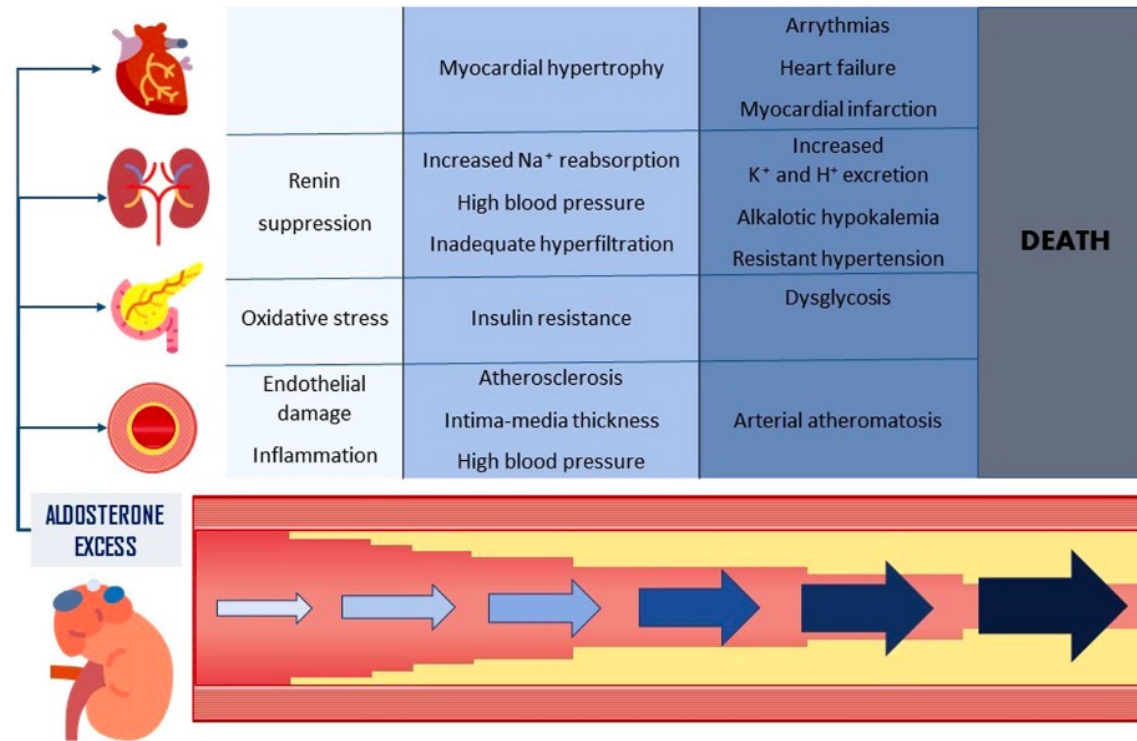 Myocardial hypertrophy
Arrythmias
Heart failure
Myocardial infarction
Renin
suppression
Increased Na⁺ reabsorption
High blood pressure
Inadequate hyperfiltration
Increased
K⁺ and H⁺ excretion
Alkalotic hypokalemia
Resistant hypertension
DEATH
Oxidative stress
Insulin resistance
Dysglycosis
Endothelial
damage
Inflammation
Atherosclerosis
Intima-media thickness
High blood pressure
Arterial atheromatosis
ALDOSTERONE
EXCESS